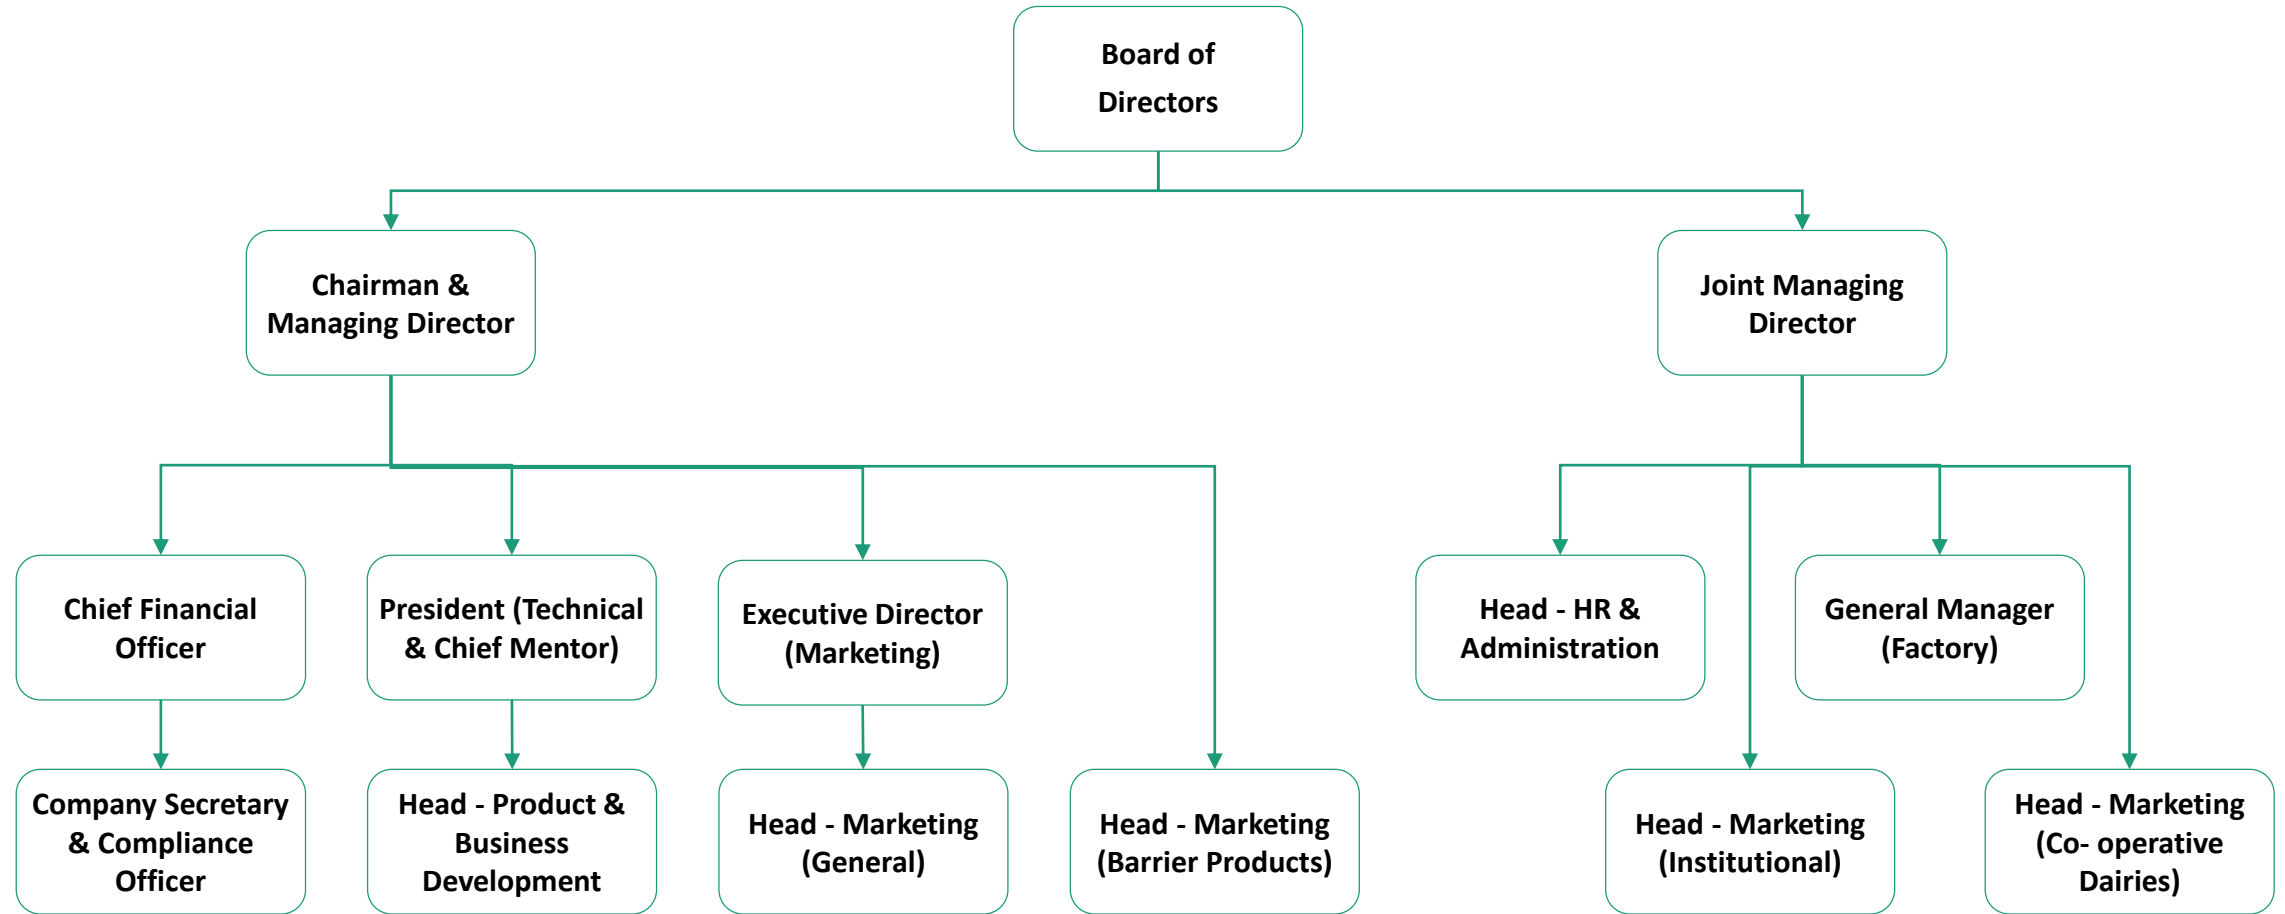 Board of
Directors
Chairman &
Managing Director
Joint Managing
Director
Chief Financial
Officer
President (Technical
& Chief Mentor)
Executive Director
(Marketing)
Head - HR &
Administration
General Manager
(Factory)
Company Secretary
& Compliance
Officer
Head - Product &
Business
Development
Head - Marketing
(General)
Head - Marketing
(Barrier Products)
Head - Marketing
(Institutional)
Head - Marketing
(Co- operative
Dairies)